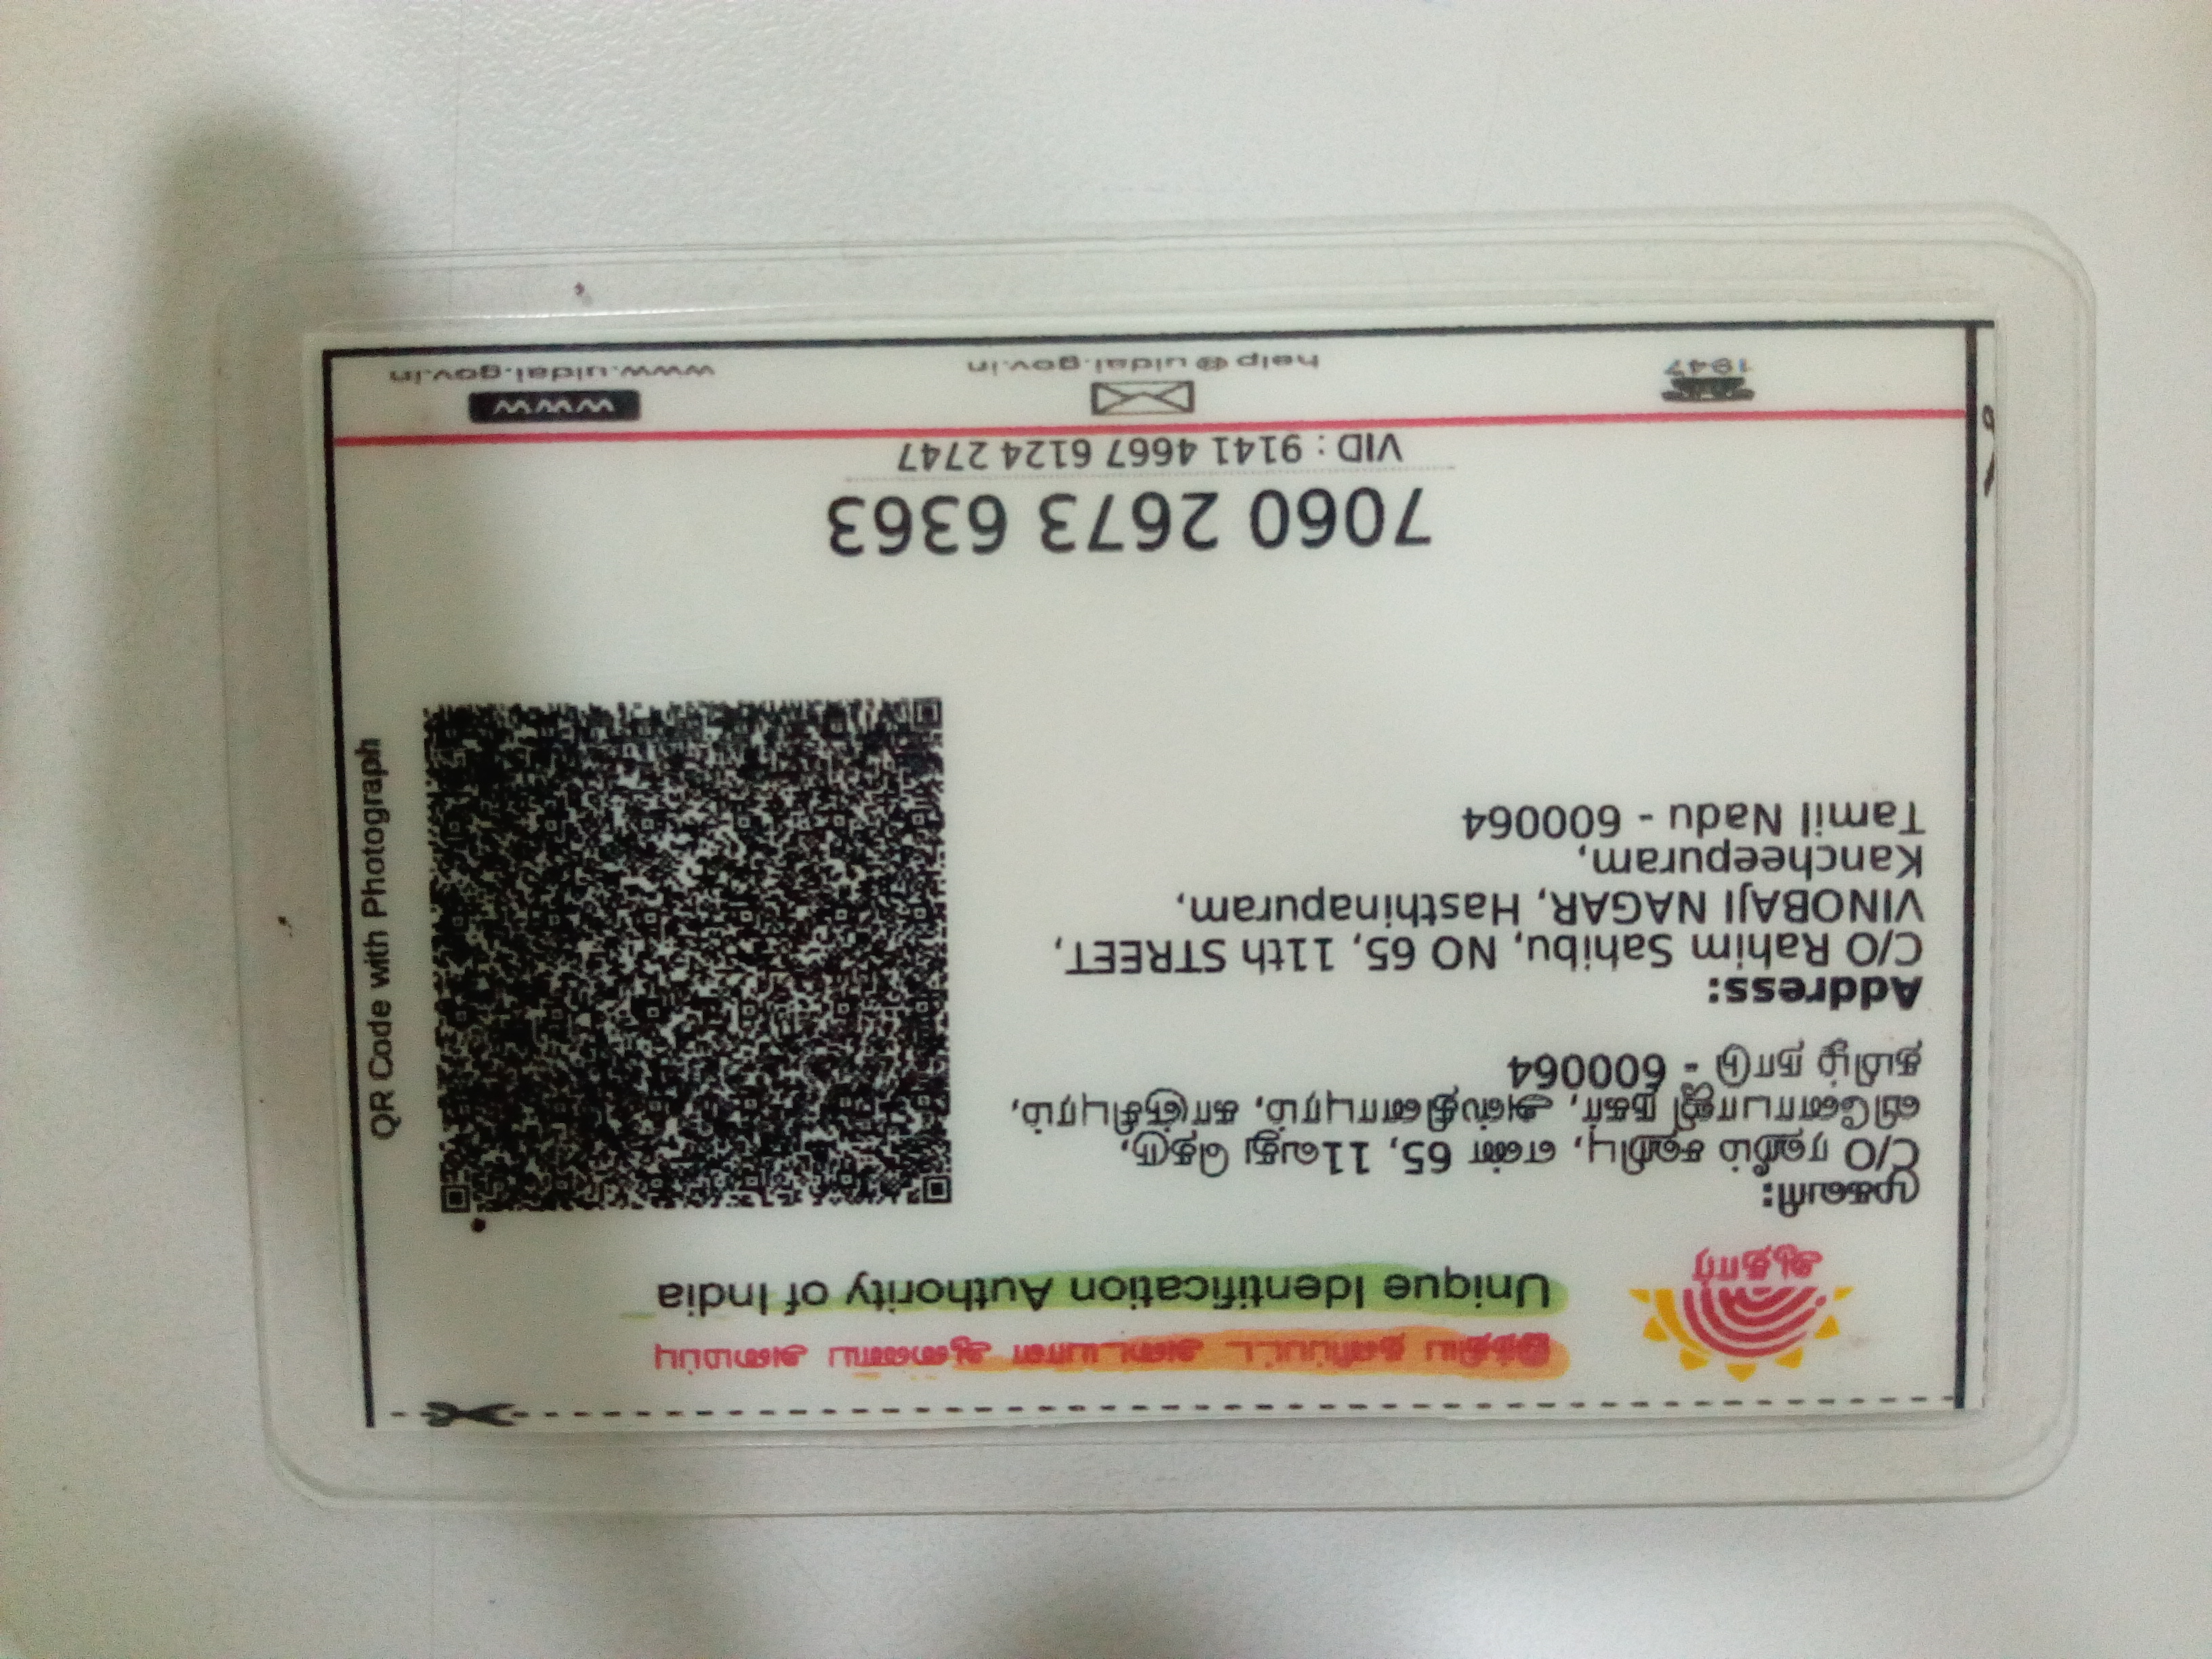 இந்திய தனிப்பட்ட அடையாள ஆணைய அமைப்பு
Unique Identification Authority of India
ஆதார்
முகவரி:
C/O ரஹீம் சஹிபு, எண் 65, 11வது தெரு,
வினோபாஜி நகர், அஸ்தினாபுரம், காஞ்சிபுரம்,
தமிழ் நாடு - 600064
Address:
C/O Rahim Sahibu, NO 65, 11th STREET,
VINOBAJI NAGAR, Hasthinapuram,
Kancheepuram,
Tamil Nadu - 600064
QR Code with Photograph
7060 2673 6363
VID : 9141 4667 6124 2747
1947
help@uidai.gov.in
WWW
www.uidai.gov.in